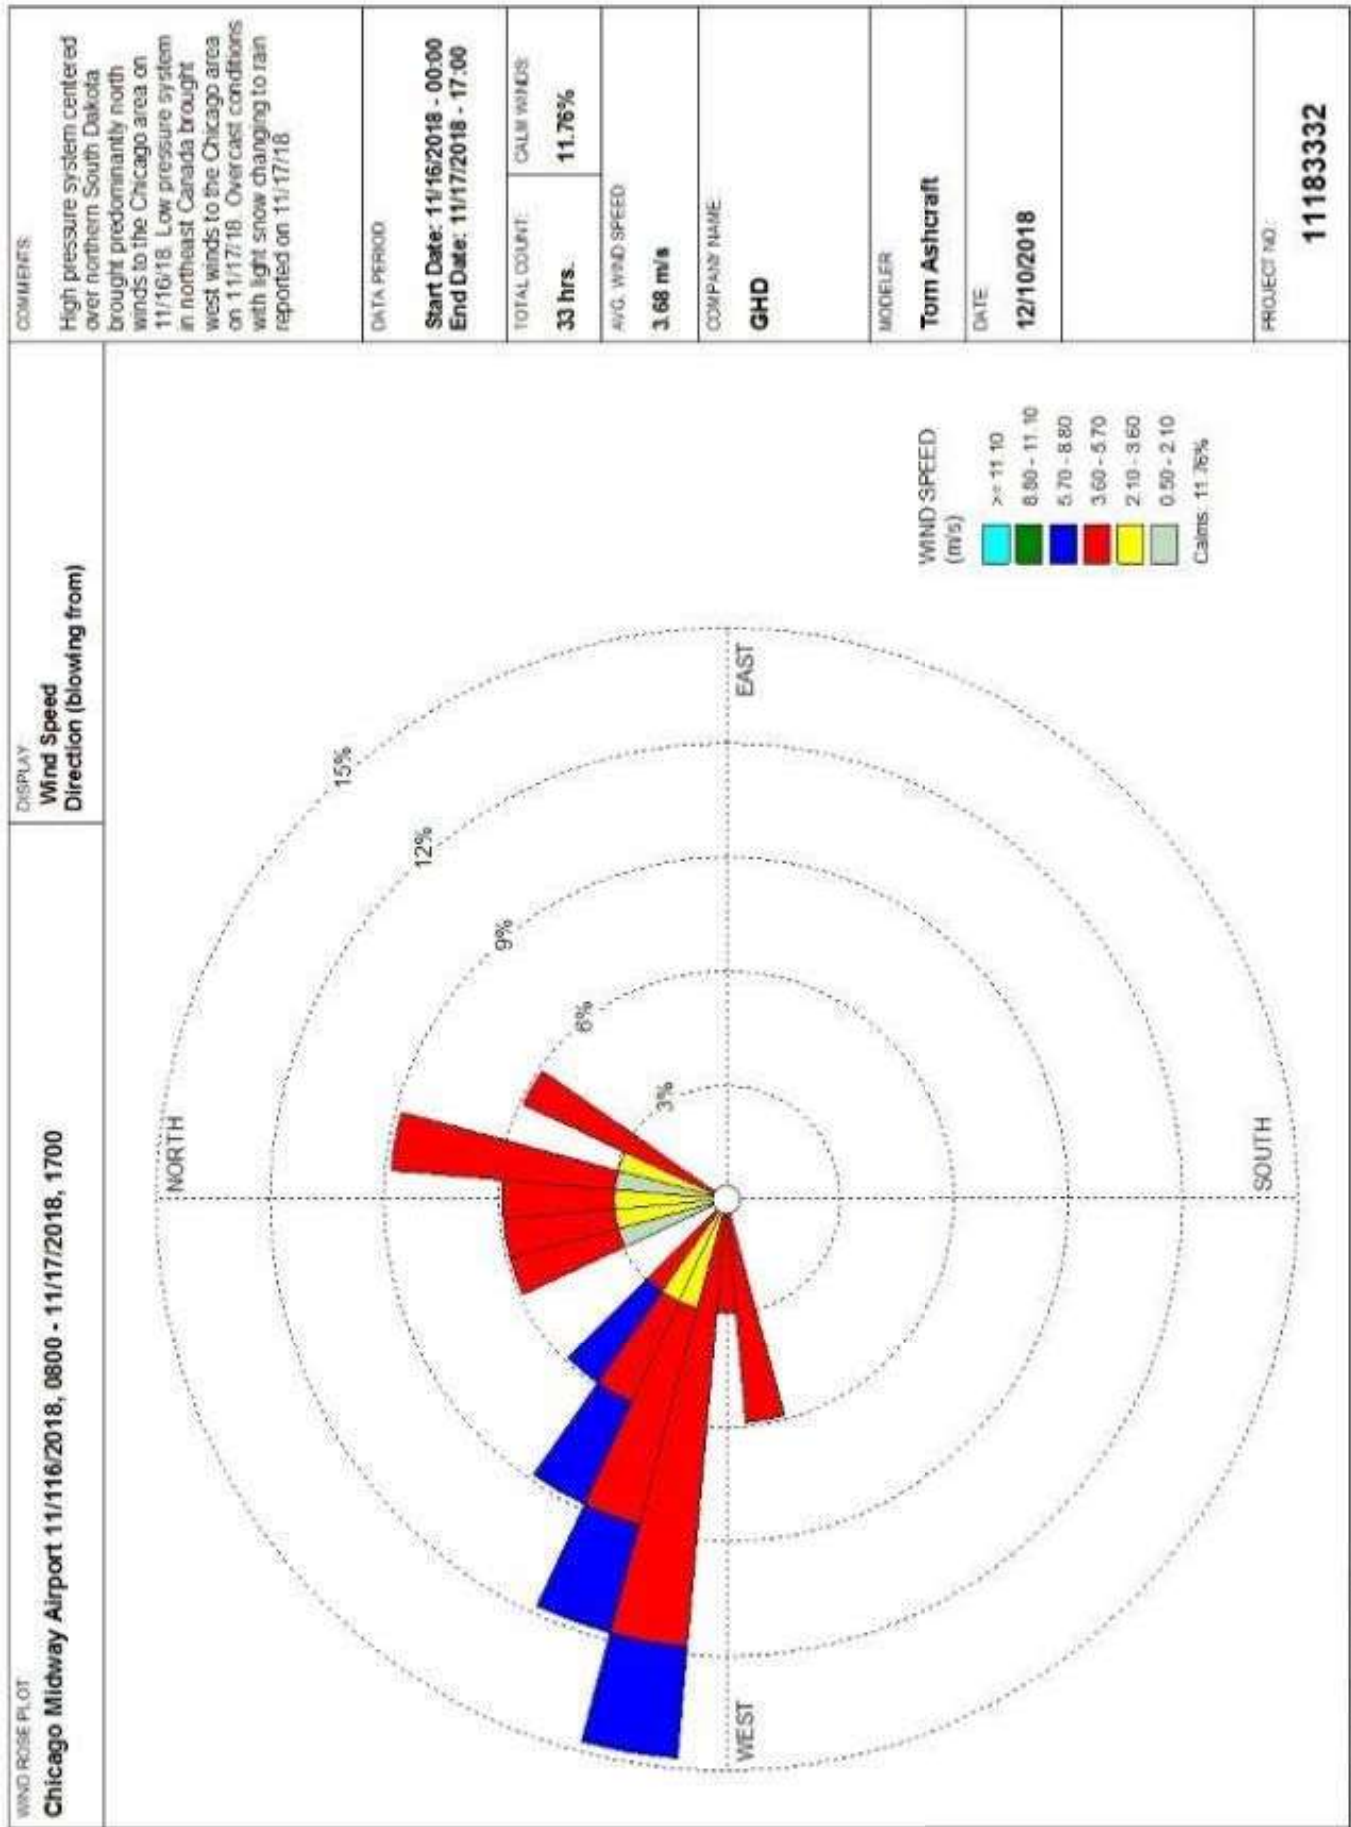 WIND ROSE PLOT
Chicago Midway Airport 11/116/2018, 0800 - 11/17/2018, 1700
DISPLAY:
Wind Speed
Direction (blowing from)
COMMENTS:
High pressure system centered
over northern South Dakota
brought predominantly north
winds to the Chicago area on
11/16/18. Low pressure system
in northeast Canada brought
west winds to the Chicago area
on 11/17/18. Overcast conditions
with light snow changing to rain
reported on 11/17/18
NORTH
15%
12%
9%
6%
3%
WEST
EAST
SOUTH
WIND SPEED
(m/s)
>= 11.10
8.80 - 11.10
5.70 - 8.80
3.60 - 5.70
2.10 - 3.60
0.50 - 2.10
Calms: 11.76%
DATA PERIOD:
Start Date: 11/16/2018 - 00:00
End Date: 11/17/2018 - 17:00
TOTAL COUNT:
33 hrs.
CALM WINDS:
11.76%
AVG. WIND SPEED:
3.68 m/s
COMPANY NAME:
GHD
MODELER:
Tom Ashcraft
DATE:
12/10/2018
PROJECT NO.:
11183332